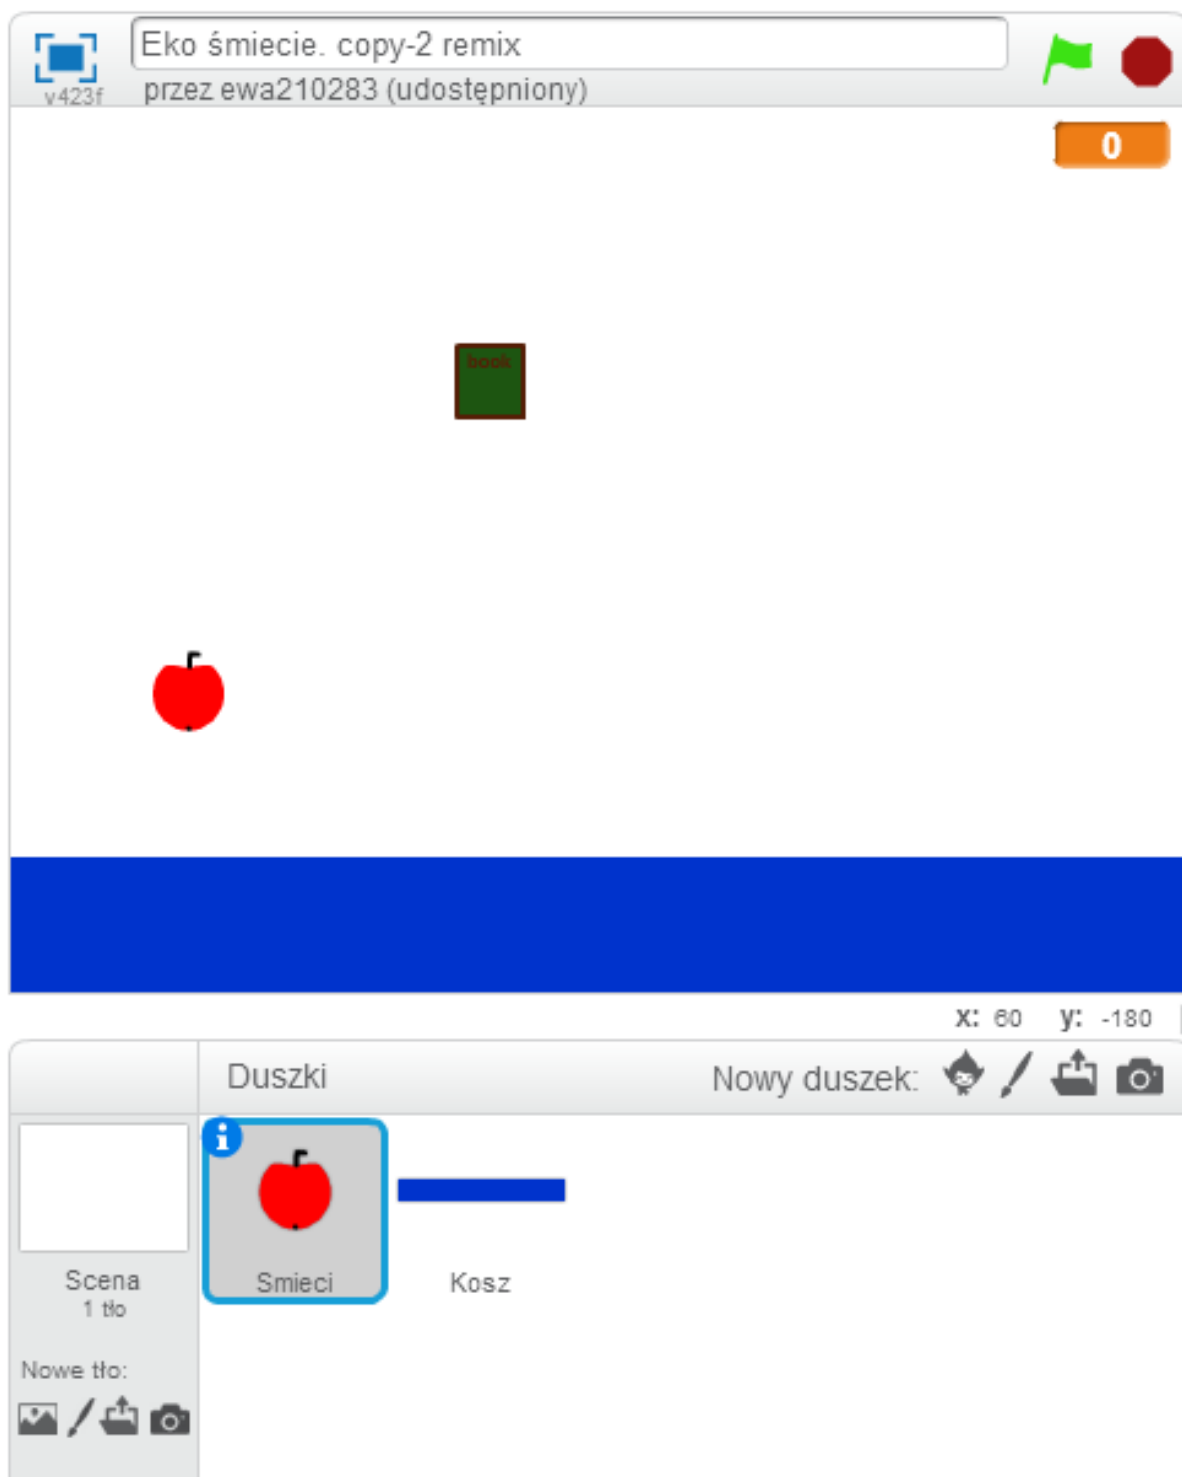 Eko śmiecie. copy-2 remix
v423f
przez ewa210283 (udostępniony)
0
book
x: 60 y: -180
Duszki
Nowy duszek:
i
Smieci
Kosz
Scena
1 tło
Nowe tło: